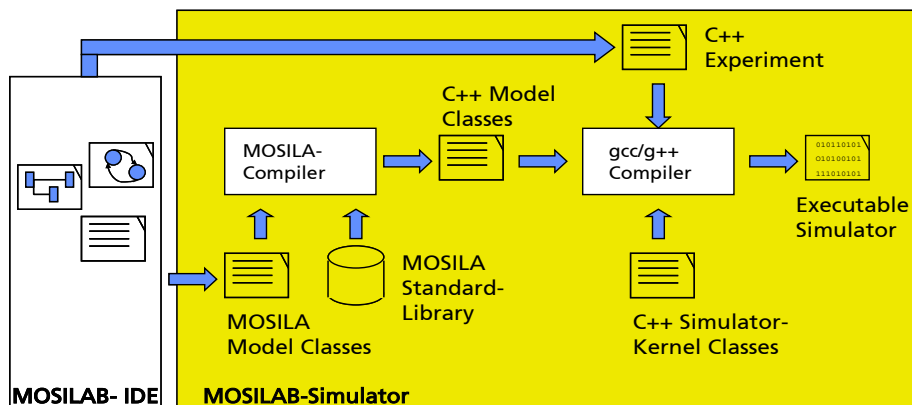 C++
Experiment
C++ Model
Classes
MOSILA-
Compiler
gcc/g++
Compiler
010110101
010100101
111010101
Executable
Simulator
MOSILA
Standard-
Library
MOSILA
Model Classes
C++ Simulator-
Kernel Classes
MOSILAB- IDE
MOSILAB-Simulator